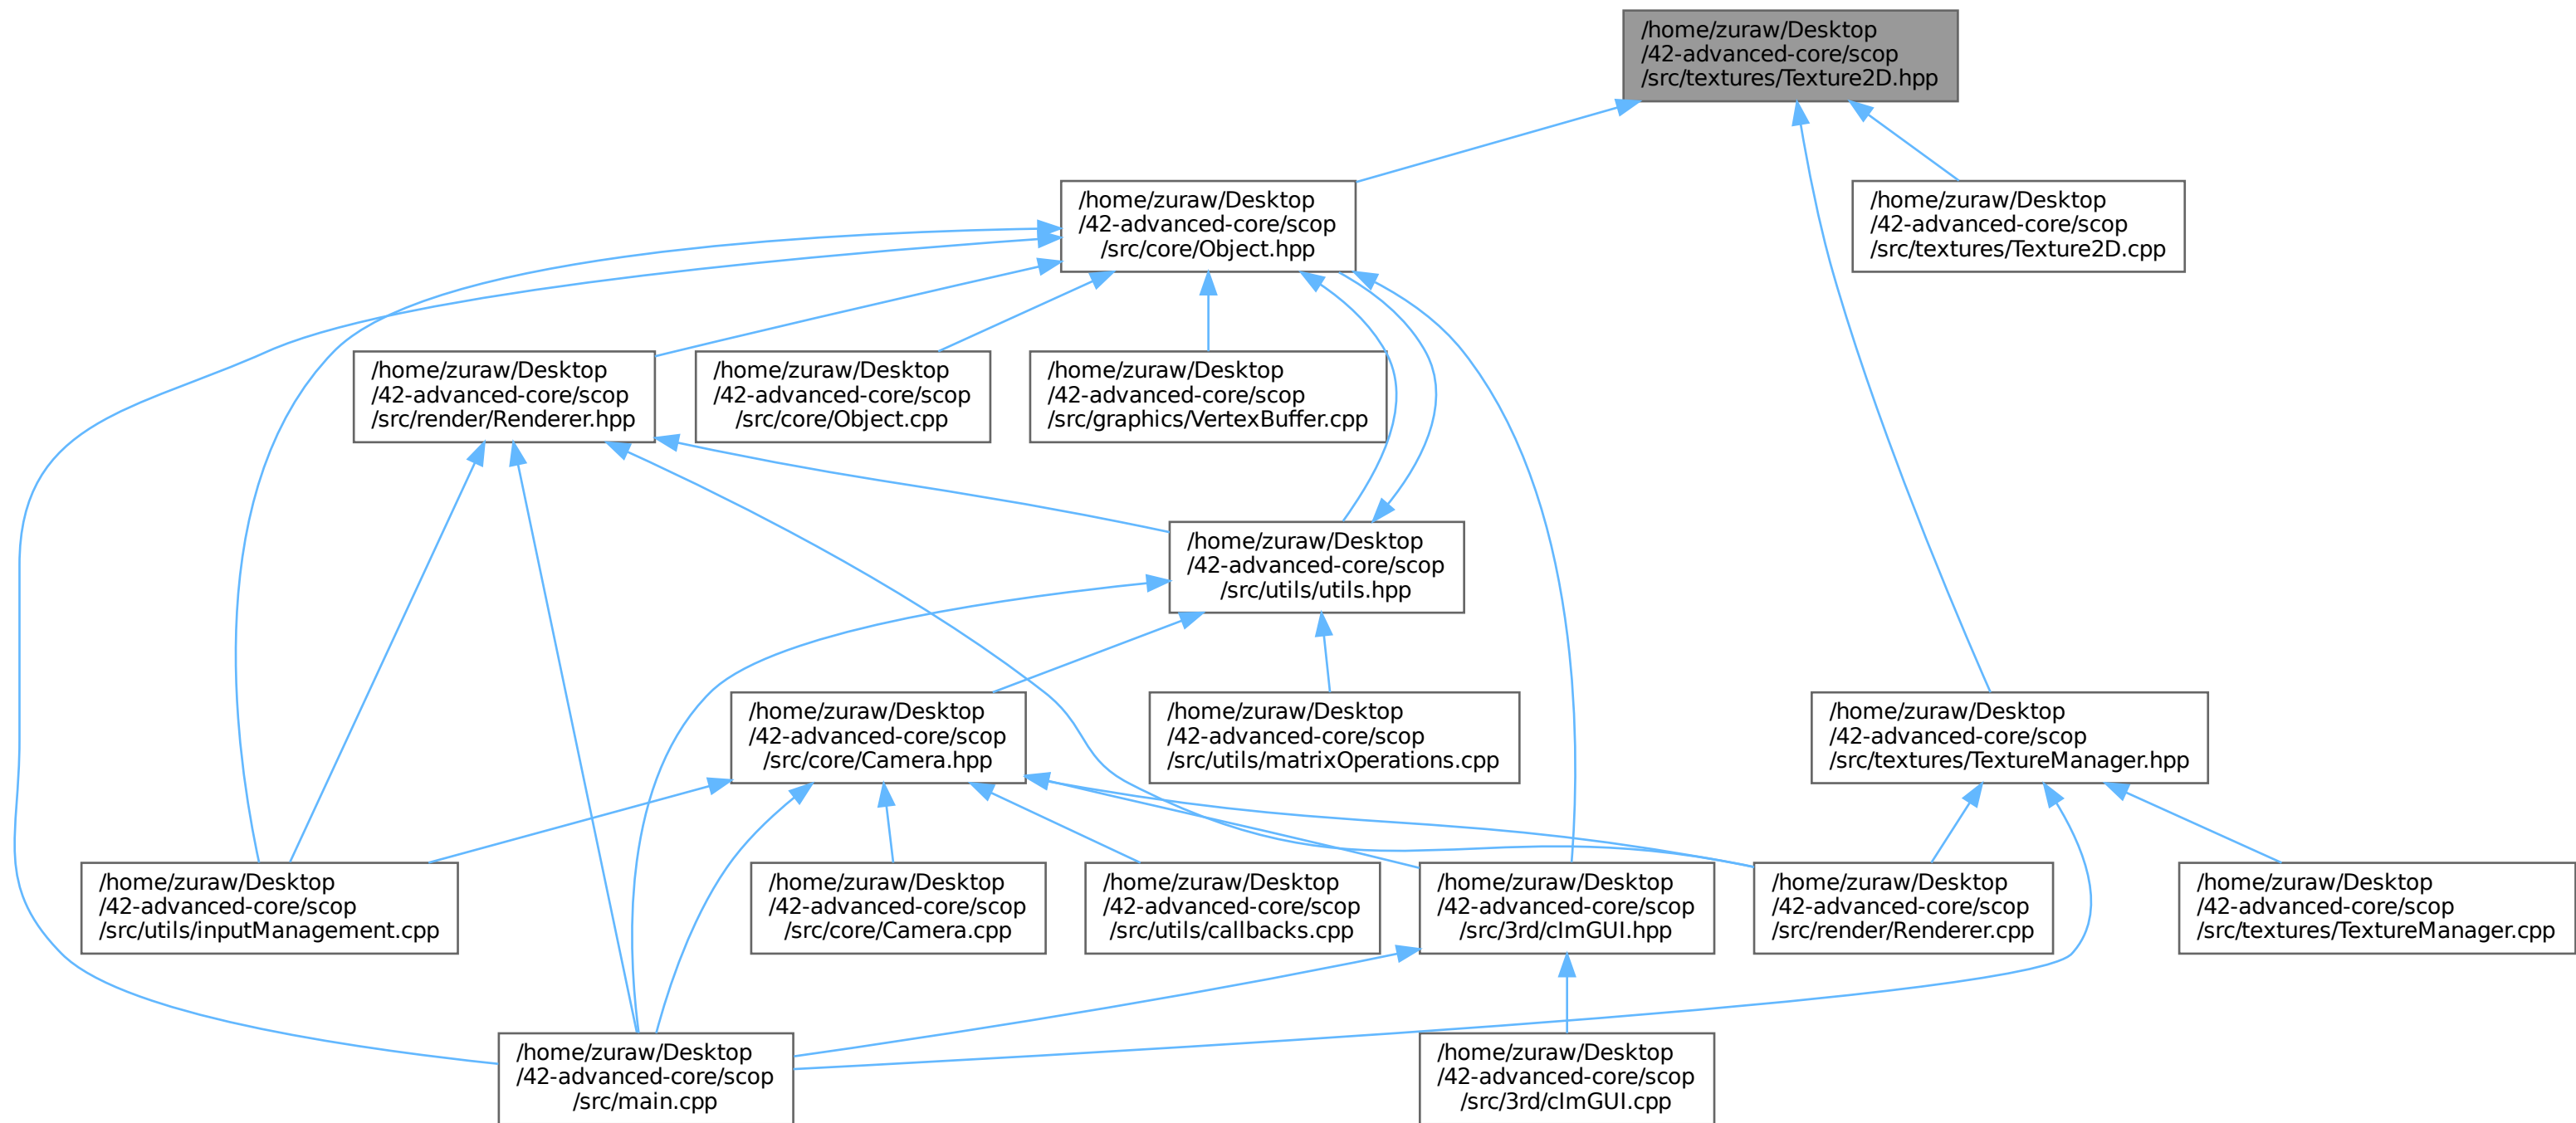 /home/zuraw/Desktop
/42-advanced-core/scop
/src/textures/Texture2D.hpp
/home/zuraw/Desktop
/42-advanced-core/scop
/src/core/Object.hpp
/home/zuraw/Desktop
/42-advanced-core/scop
/src/textures/Texture2D.cpp
/home/zuraw/Desktop
/42-advanced-core/scop
/src/render/Renderer.hpp
/home/zuraw/Desktop
/42-advanced-core/scop
/src/core/Object.cpp
/home/zuraw/Desktop
/42-advanced-core/scop
/src/graphics/VertexBuffer.cpp
/home/zuraw/Desktop
/42-advanced-core/scop
/src/utils/utils.hpp
/home/zuraw/Desktop
/42-advanced-core/scop
/src/core/Camera.hpp
/home/zuraw/Desktop
/42-advanced-core/scop
/src/utils/matrixOperations.cpp
/home/zuraw/Desktop
/42-advanced-core/scop
/src/textures/TextureManager.hpp
/home/zuraw/Desktop
/42-advanced-core/scop
/src/utils/inputManagement.cpp
/home/zuraw/Desktop
/42-advanced-core/scop
/src/core/Camera.cpp
/home/zuraw/Desktop
/42-advanced-core/scop
/src/utils/callbacks.cpp
/home/zuraw/Desktop
/42-advanced-core/scop
/src/3rd/cImGUI.hpp
/home/zuraw/Desktop
/42-advanced-core/scop
/src/render/Renderer.cpp
/home/zuraw/Desktop
/42-advanced-core/scop
/src/textures/TextureManager.cpp
/home/zuraw/Desktop
/42-advanced-core/scop
/src/main.cpp
/home/zuraw/Desktop
/42-advanced-core/scop
/src/3rd/cImGUI.cpp